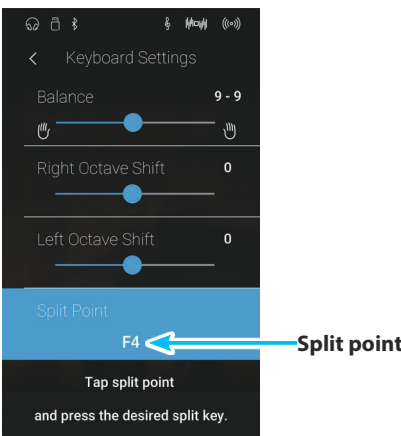 Keyboard Settings
Balance 9 - 9
Right Octave Shift 0
Left Octave Shift 0
Split Point
F4
Split point
Tap split point
and press the desired split key.